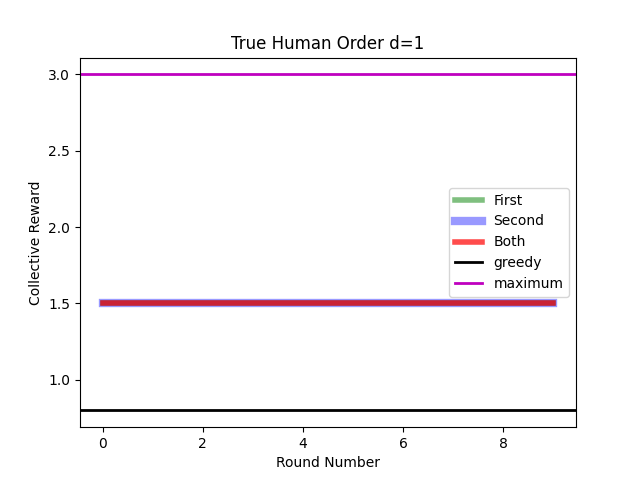 True Human Order d=1
Collective Reward
3.0
2.5
2.0
1.5
1.0
First
Second
Both
greedy
maximum
0 2 4 6 8
Round Number